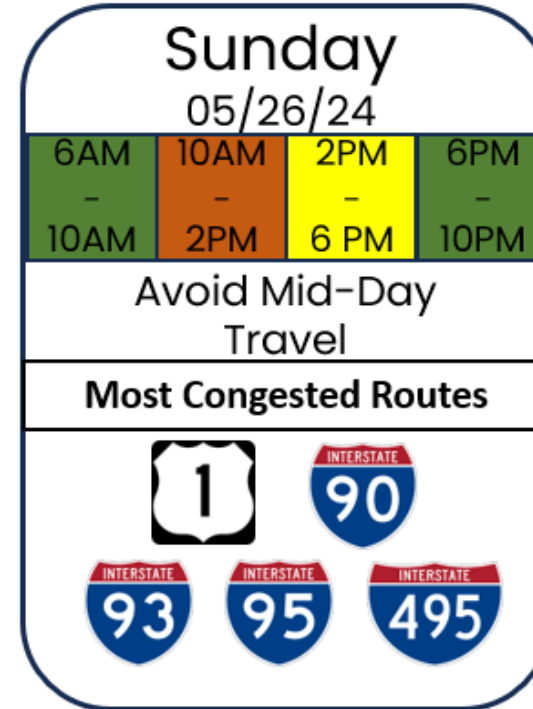 Sunday
05/26/24
6AM 10AM 2PM 6PM
- - - -
10AM 2PM 6 PM 10PM
Avoid Mid-Day
Travel
Most Congested Routes
1 INTERSTATE 90
INTERSTATE INTERSTATE INTERSTATE
93 95 495